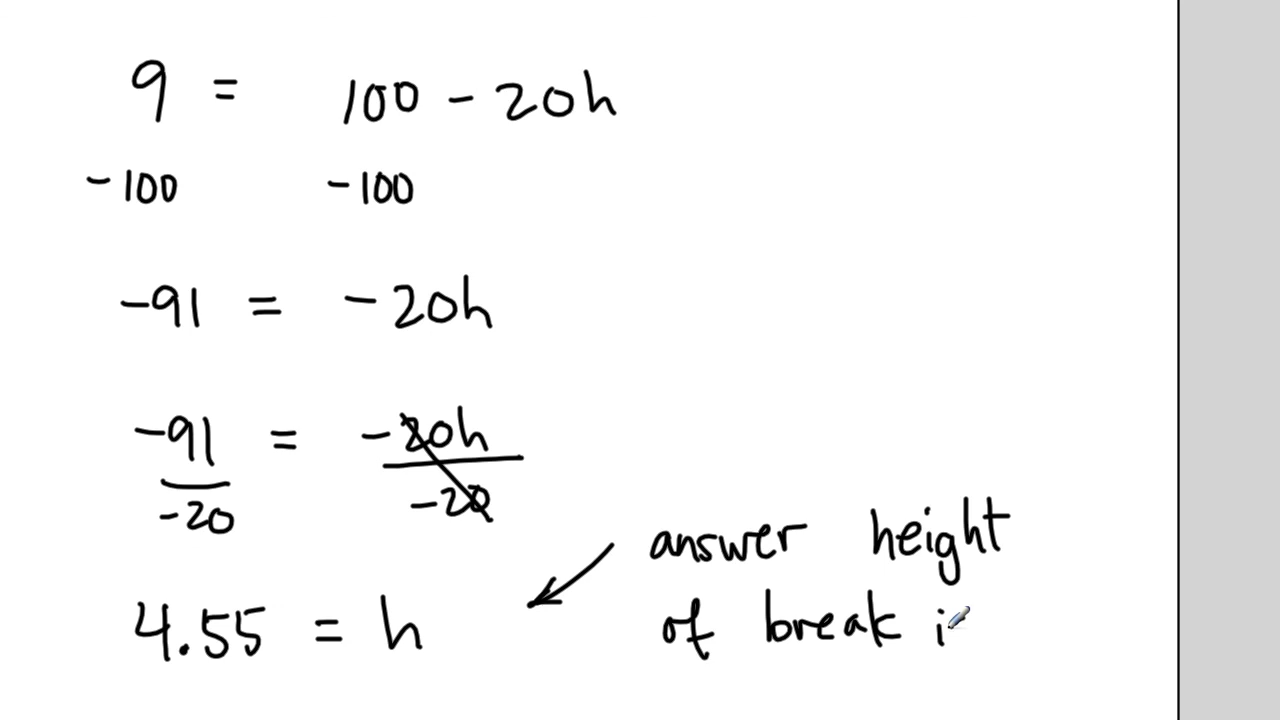 9 = 100 - 20h
-100 -100
-91 = -20h
-91 = -20h
-20 -20
answer height
of break i
4.55 = h